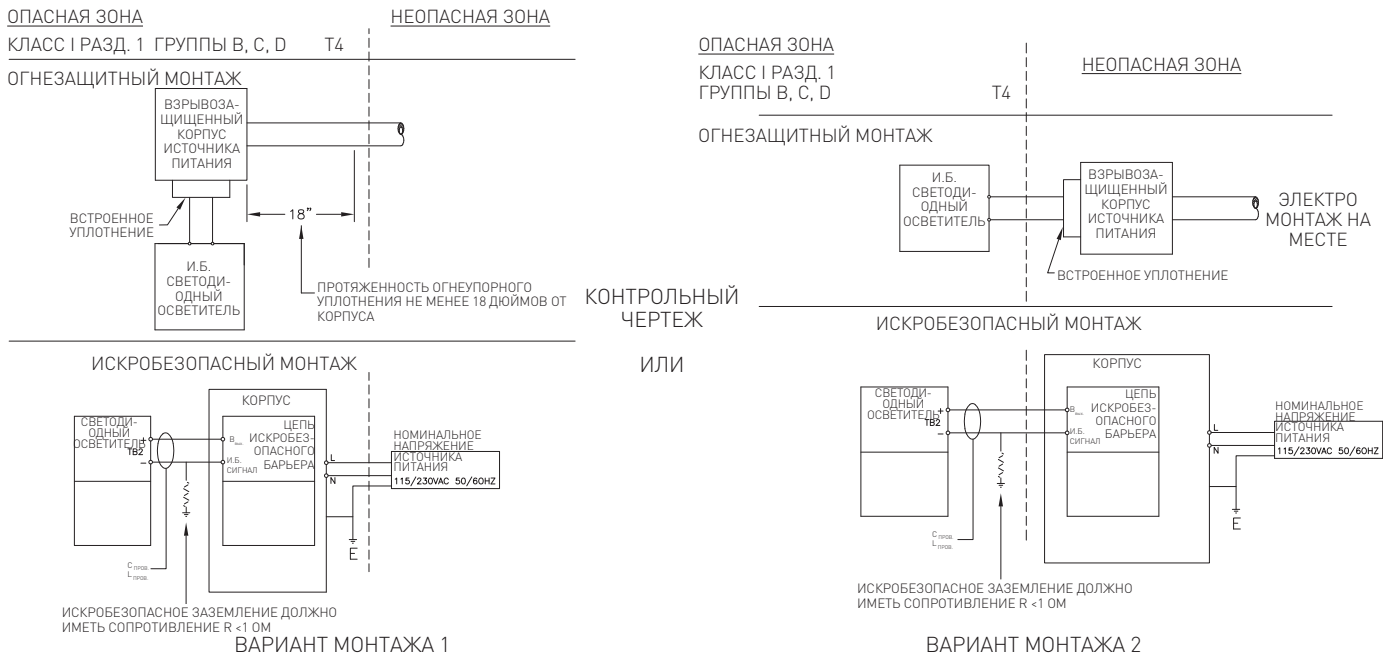 ОПАСНАЯ ЗОНА
НЕОПАСНАЯ ЗОНА
КЛАСС I РАЗД. 1 ГРУППЫ B, C, D T4
ОГНЕЗАЩИТНЫЙ МОНТАЖ
ВЗРЫВОЗА-
ЩИЩЕННЫЙ
КОРПУС
ИСТОЧНИКА
ПИТАНИЯ
18"
ВСТРОЕННОЕ
УПЛОТНЕНИЕ
И.Б.
СВЕТОДИ-
ОДНЫЙ
ОСВЕТИТЕЛЬ
ПРОТЯЖЕННОСТЬ ОГНЕУПОРНОГО
УПЛОТНЕНИЯ НЕ МЕНЕЕ 18 ДЮЙМОВ ОТ
КОРПУСА
ИСКРОБЕЗОПАСНЫЙ МОНТАЖ
КОРПУС
СВЕТОДИ-
ОДНЫЙ
ОСВЕТИТЕЛЬ
TB2
+
–
ЦЕПЬ
ИСКРОБЕЗ-
ОПАСНОГО
БАРЬЕРА
В вых.
И.Б.
СИГНАЛ
L
N
E
НОМИНАЛЬНОЕ
НАПРЯЖЕНИЕ
ИСТОЧНИКА
ПИТАНИЯ
115/230VAC 50/60HZ
C ПРОВ.
L ПРОВ.
ИСКРОБЕЗОПАСНОЕ ЗАЗЕМЛЕНИЕ ДОЛЖНО
ИМЕТЬ СОПРОТИВЛЕНИЕ R <1 ОМ
ВАРИАНТ МОНТАЖА 1
КОНТРОЛЬНЫЙ
ЧЕРТЕЖ
ИЛИ
ОПАСНАЯ ЗОНА
НЕОПАСНАЯ ЗОНА
КЛАСС I РАЗД. 1
ГРУППЫ B, C, D T4
ОГНЕЗАЩИТНЫЙ МОНТАЖ
И.Б.
СВЕТОДИ-
ОДНЫЙ
ОСВЕТИТЕЛЬ
ВЗРЫВОЗА-
ЩИЩЕННЫЙ
КОРПУС
ИСТОЧНИКА
ПИТАНИЯ
ЭЛЕКТРО
МОНТАЖ НА
МЕСТЕ
ВСТРОЕННОЕ УПЛОТНЕНИЕ
ИСКРОБЕЗОПАСНЫЙ МОНТАЖ
КОРПУС
СВЕТОДИ-
ОДНЫЙ
ОСВЕТИТЕЛЬ
TB2
+
–
ЦЕПЬ
ИСКРОБЕЗ-
ОПАСНОГО
БАРЬЕРА
В вых.
И.Б.
СИГНАЛ
L
N
E
НОМИНАЛЬНОЕ
НАПРЯЖЕНИЕ
ИСТОЧНИКА
ПИТАНИЯ
115/230VAC 50/60HZ
C ПРОВ.
L ПРОВ.
ИСКРОБЕЗОПАСНОЕ ЗАЗЕМЛЕНИЕ ДОЛЖНО
ИМЕТЬ СОПРОТИВЛЕНИЕ R <1 ОМ
ВАРИАНТ МОНТАЖА 2